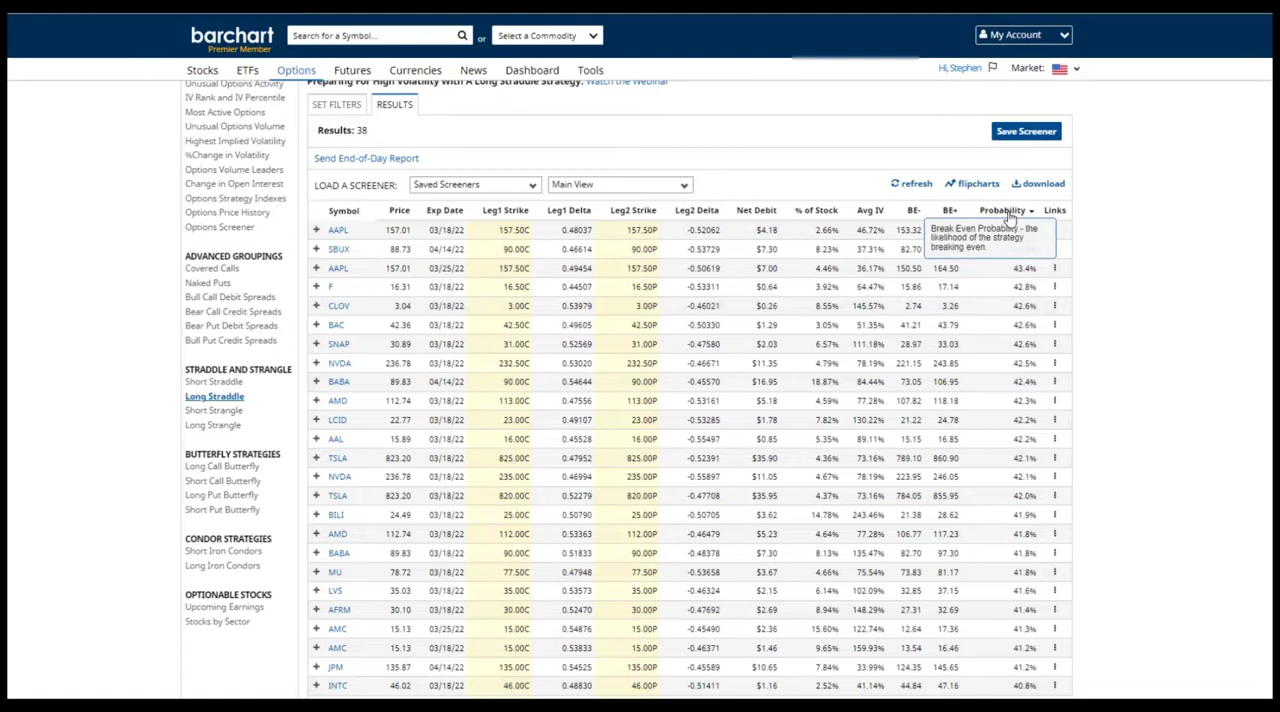 barchart
Premier Member
Search for a Symbol...
or
Select a Commodity
My Account
Stocks ETFs Options Futures Currencies News Dashboard Tools
Hi, Stephen
Market:
Unusual Options Activity
IV Rank and IV Percentile
Most Active Options
Unusual Options Volume
Highest Implied Volatility
%Change in Volatility
Options Volume Leaders
Change in Open Interest
Options Strategy Indexes
Options Price History
Options Screener
ADVANCED GROUPINGS
Covered Calls
Naked Puts
Bull Call Debit Spreads
Bear Call Credit Spreads
Bear Put Debit Spreads
Bull Put Credit Spreads
STRADDLE AND STRANGLE
Short Straddle
Long Straddle
Short Strangle
Long Strangle
BUTTERFLY STRATEGIES
Long Call Butterfly
Short Call Butterfly
Long Put Butterfly
Short Put Butterfly
CONDOR STRATEGIES
Short Iron Condors
Long Iron Condors
OPTIONABLE STOCKS
Upcoming Earnings
Stocks by Sector
Preparing For High Volatility With A Long Straddle Strategy. Watch the Webinar
SET FILTERS RESULTS
Results: 38
Save Screener
Send End-of-Day Report
LOAD A SCREENER: Saved Screeners Main View
refresh flipcharts download
Symbol Price Exp Date Leg1 Strike Leg1 Delta Leg2 Strike Leg2 Delta Net Debit % of Stock Avg IV BE- BE+ Probability Links
Break Even Probability - the
likelihood of the strategy
breaking even.
AAPL 157.01 03/18/22 157.50C 0.48037 157.50P -0.52062 $4.18 2.66% 46.72% 153.32
SBUX 88.73 04/14/22 90.00C 0.46614 90.00P -0.53729 $7.30 8.23% 37.31% 82.70
AAPL 157.01 03/25/22 157.50C 0.49454 157.50P -0.50619 $7.00 4.46% 36.17% 150.50 164.50 43.4%
F 16.31 03/18/22 16.50C 0.44507 16.50P -0.53311 $0.64 3.92% 64.47% 15.86 17.14 42.8%
CLOV 3.04 03/18/22 3.00C 0.53979 3.00P -0.46021 $0.26 8.55% 145.57% 2.74 3.26 42.6%
BAC 42.36 03/18/22 42.50C 0.49605 42.50P -0.50330 $1.29 3.05% 51.35% 41.21 43.79 42.6%
SNAP 30.89 03/18/22 31.00C 0.52569 31.00P -0.47580 $2.03 6.57% 111.18% 28.97 33.03 42.6%
NVDA 236.78 03/18/22 232.50C 0.53020 232.50P -0.46671 $11.35 4.79% 78.19% 221.15 243.85 42.5%
BABA 89.83 04/14/22 90.00C 0.54644 90.00P -0.45570 $16.95 18.87% 84.44% 73.05 106.95 42.4%
AMD 112.74 03/18/22 113.00C 0.47556 113.00P -0.53161 $5.18 4.59% 77.28% 107.82 118.18 42.3%
LCID 22.77 03/18/22 23.00C 0.49107 23.00P -0.53285 $1.78 7.82% 130.22% 21.22 24.78 42.2%
AAL 15.89 03/18/22 16.00C 0.45528 16.00P -0.55497 $0.85 5.35% 89.11% 15.15 16.85 42.2%
TSLA 823.20 03/18/22 825.00C 0.47952 825.00P -0.52391 $35.90 4.36% 73.16% 789.10 860.90 42.1%
NVDA 236.78 03/18/22 235.00C 0.46994 235.00P -0.55897 $11.05 4.67% 78.19% 223.95 246.05 42.1%
TSLA 823.20 03/18/22 820.00C 0.52279 820.00P -0.47708 $35.95 4.37% 73.16% 784.05 855.95 42.0%
BILI 24.49 03/18/22 25.00C 0.50790 25.00P -0.50705 $3.62 14.78% 243.46% 21.38 28.62 41.9%
AMD 112.74 03/18/22 112.00C 0.53363 112.00P -0.46479 $5.23 4.64% 77.28% 106.77 117.23 41.8%
BABA 89.83 03/18/22 90.00C 0.51833 90.00P -0.48378 $7.30 8.13% 135.47% 82.70 97.30 41.8%
MU 78.72 03/18/22 77.50C 0.47948 77.50P -0.53658 $3.67 4.66% 75.54% 73.83 81.17 41.8%
LVS 35.03 03/18/22 35.00C 0.53573 35.00P -0.46324 $2.15 6.14% 102.09% 32.85 37.15 41.6%
AFRM 30.10 03/18/22 30.00C 0.52470 30.00P -0.47692 $2.69 8.94% 148.29% 27.31 32.69 41.4%
AMC 15.13 03/25/22 15.00C 0.54876 15.00P -0.45490 $2.36 15.60% 122.74% 12.64 17.36 41.3%
AMC 15.13 03/18/22 15.00C 0.53833 15.00P -0.46371 $1.46 9.65% 159.93% 13.54 16.46 41.2%
JPM 135.87 04/14/22 135.00C 0.54525 135.00P -0.45589 $10.65 7.84% 33.99% 124.35 145.65 41.2%
INTC 46.02 03/18/22 46.00C 0.48830 46.00P -0.51411 $1.16 2.52% 41.14% 44.84 47.16 40.8%